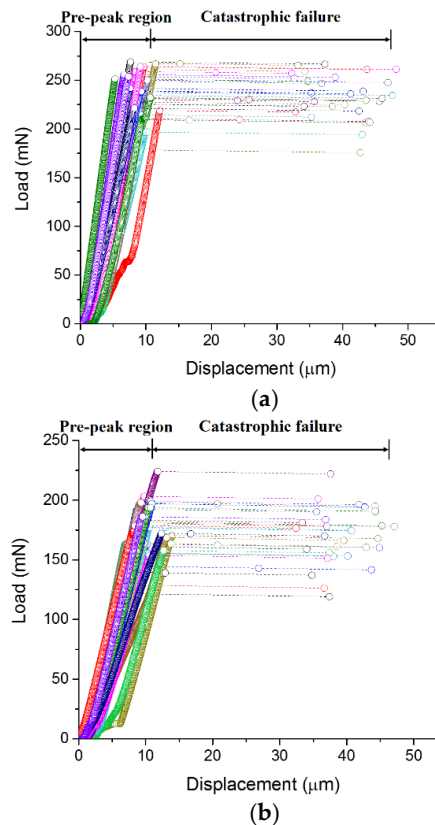 Pre-peak region Catastrophic failure
300
250
200
150
100
50
0
Load (mN)
0 10 20 30 40 50
Displacement (μm)
(a)
Pre-peak region Catastrophic failure
250
200
150
100
50
0
Load (mN)
0 10 20 30 40 50
Displacement (μm)
(b)